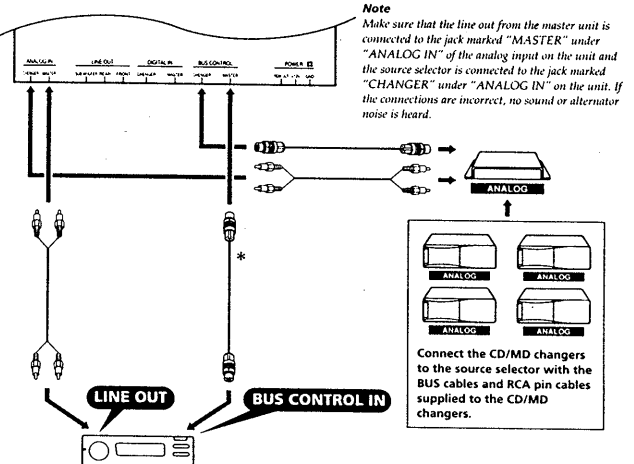 Note
Make sure that the line out from the master unit is
connected to the jack marked "MASTER" under
"ANALOG IN" of the analog input on the unit and
the source selector is connected to the jack marked
"CHANGER" under "ANALOG IN" on the unit. If
the connections are incorrect, no sound or alternator
noise is heard.
ANALOG IN LINE OUT DIGITAL IN BUS CONTROL POWER
CHANGER MASTER SUB WOOFER REAR FRONT CHANGER MASTER CHANGER MASTER GND
ANALOG
*
ANALOG ANALOG
ANALOG ANALOG
Connect the CD/MD changers
to the source selector with the
BUS cables and RCA pin cables
supplied to the CD/MD
changers.
LINE OUT
BUS CONTROL IN